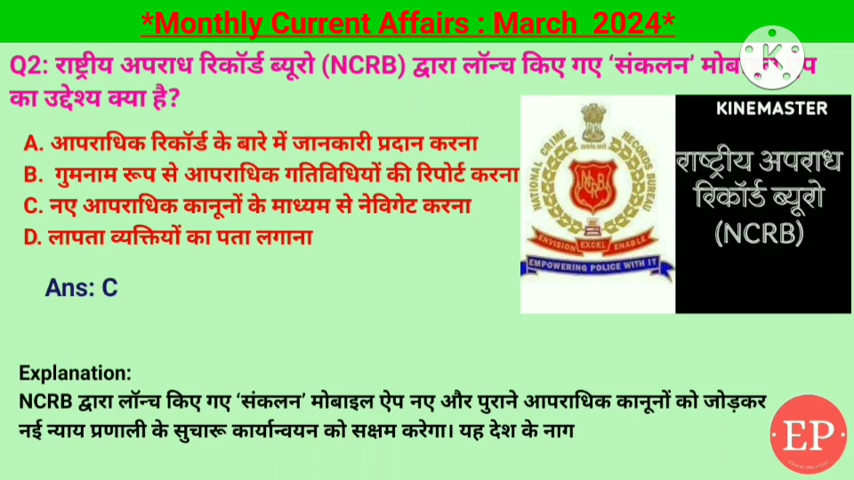 *Monthly Current Affairs : March 2024*
Q2: राष्ट्रीय अपराध रिकॉर्ड ब्यूरो (NCRB) द्वारा लॉन्च किए गए ‘संकलन’
का उद्देश्य क्या है?
A. आपराधिक रिकॉर्ड के बारे में जानकारी प्रदान करना
B. गुमनाम रूप से आपराधिक गतिविधियों की रिपोर्ट करना
C. नए आपराधिक कानूनों के माध्यम से नेविगेट करना
D. लापता व्यक्तियों का पता लगाना
Ans: C
K
KINEMASTER
NATIONAL CRIME RECORDS BUREAU
NCRB
ENVISION EXCEL ENABLE
EMPOWERING POLICE WITH IT
राष्ट्रीय अपराध
रिकॉर्ड ब्यूरो
(NCRB)
Explanation:
NCRB द्वारा लॉन्च किए गए ‘संकलन’ मोबाइल ऐप नए और पुराने आपराधिक कानूनों को जोड़कर
नई न्याय प्रणाली के सुचारू कार्यान्वयन को सक्षम करेगा। यह देश के नाग
EP